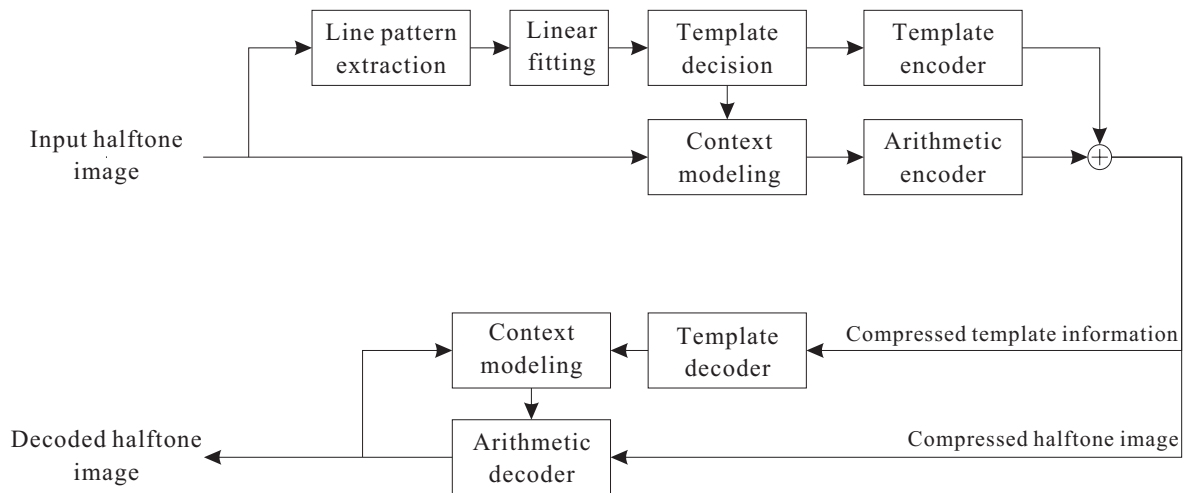 Line pattern
extraction
Linear
fitting
Template
decision
Template
encoder
Input halftone
image
Context
modeling
Arithmetic
encoder
Context
modeling
Template
decoder
Compressed template information
Decoded halftone
image
Arithmetic
decoder
Compressed halftone image